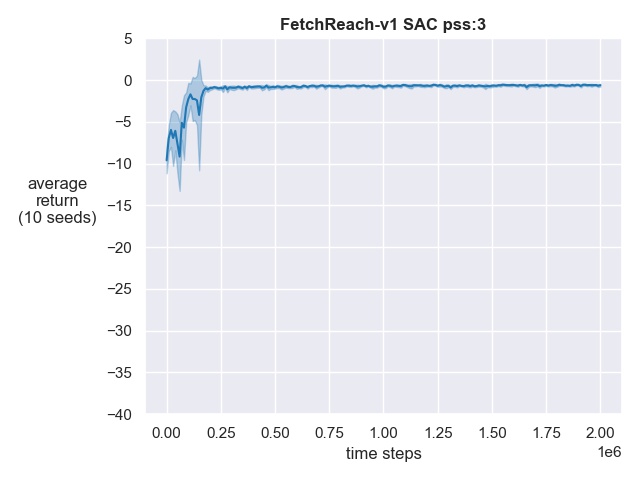 FetchReach-v1 SAC pss:3
5
0
−5
−10
−15
−20
−25
−30
−35
−40
average
return
(10 seeds)
0.00 0.25 0.50 0.75 1.00 1.25 1.50 1.75 2.00
time steps
1e6